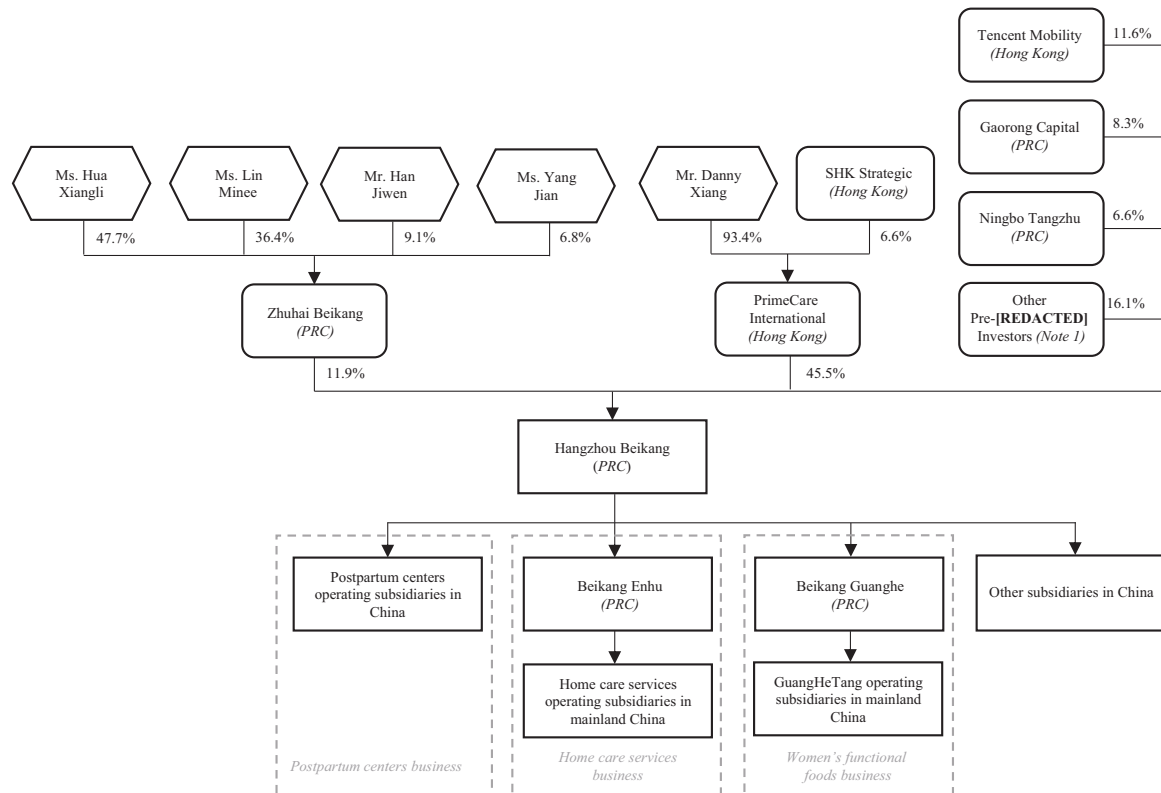 Tencent Mobility
(Hong Kong)
11.6%
Gaorong Capital
(PRC)
8.3%
Ms. Hua
Xiangli
Ms. Lin
Minee
Mr. Han
Jiwen
Ms. Yang
Jian
Mr. Danny
Xiang
SHK Strategic
(Hong Kong)
Ningbo Tangzhu
(PRC)
6.6%
47.7%
36.4%
9.1%
6.8%
93.4%
6.6%
Zhuhai Beikang
(PRC)
PrimeCare
International
(Hong Kong)
Other
Pre-[REDACTED]
Investors (Note 1)
16.1%
11.9%
45.5%
Hangzhou Beikang
(PRC)
Postpartum centers
operating subsidiaries in
China
Beikang Enhu
(PRC)
Beikang Guanghe
(PRC)
Other subsidiaries in China
Home care services
operating subsidiaries in
mainland China
GuangHeTang operating
subsidiaries in mainland
China
Postpartum centers business
Home care services
business
Women's functional
foods business